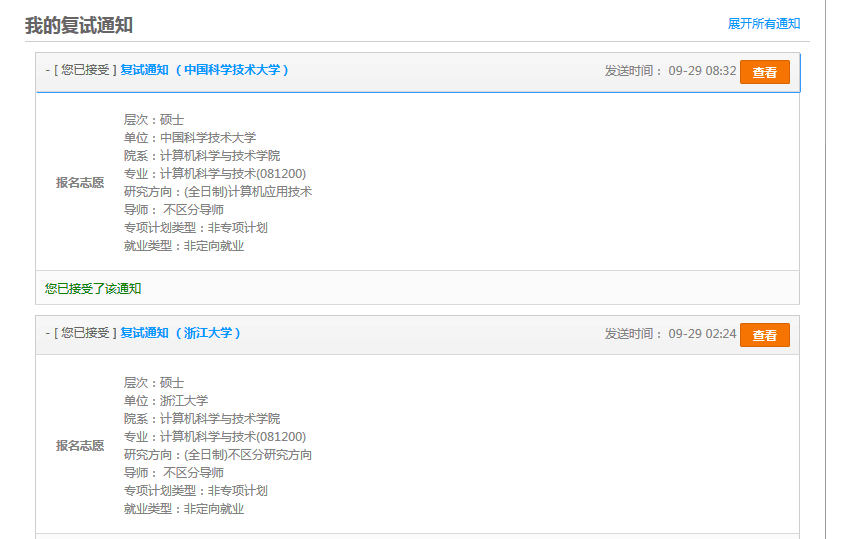 我的复试通知
展开所有通知
- [ 您已接受 ] 复试通知 （中国科学技术大学）
发送时间： 09-29 08:32 查看
报名志愿
层次：硕士
单位：中国科学技术大学
院系：计算机科学与技术学院
专业：计算机科学与技术(081200)
研究方向：(全日制)计算机应用技术
导师： 不区分导师
专项计划类型：非专项计划
就业类型：非定向就业
您已接受了该通知
- [ 您已接受 ] 复试通知 （浙江大学）
发送时间： 09-29 02:24 查看
报名志愿
层次：硕士
单位：浙江大学
院系：计算机科学与技术学院
专业：计算机科学与技术(081200)
研究方向：(全日制)不区分研究方向
导师： 不区分导师
专项计划类型：非专项计划
就业类型：非定向就业